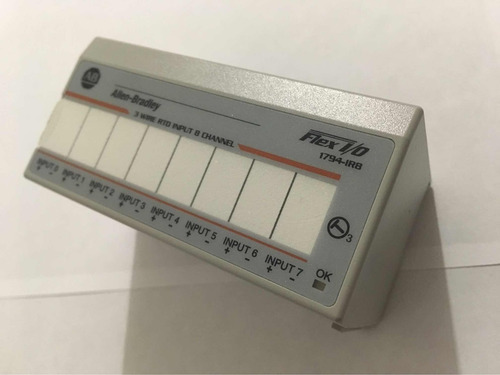 AB
Allen-Bradley
3 WIRE RTD INPUT 8 CHANNEL
Flex I/O
1794-IR8
3
INPUT 0 INPUT 1 INPUT 2 INPUT 3 INPUT 4 INPUT 5 INPUT 6 INPUT 7 OK
+ - + - + - + - + - + - + - + -